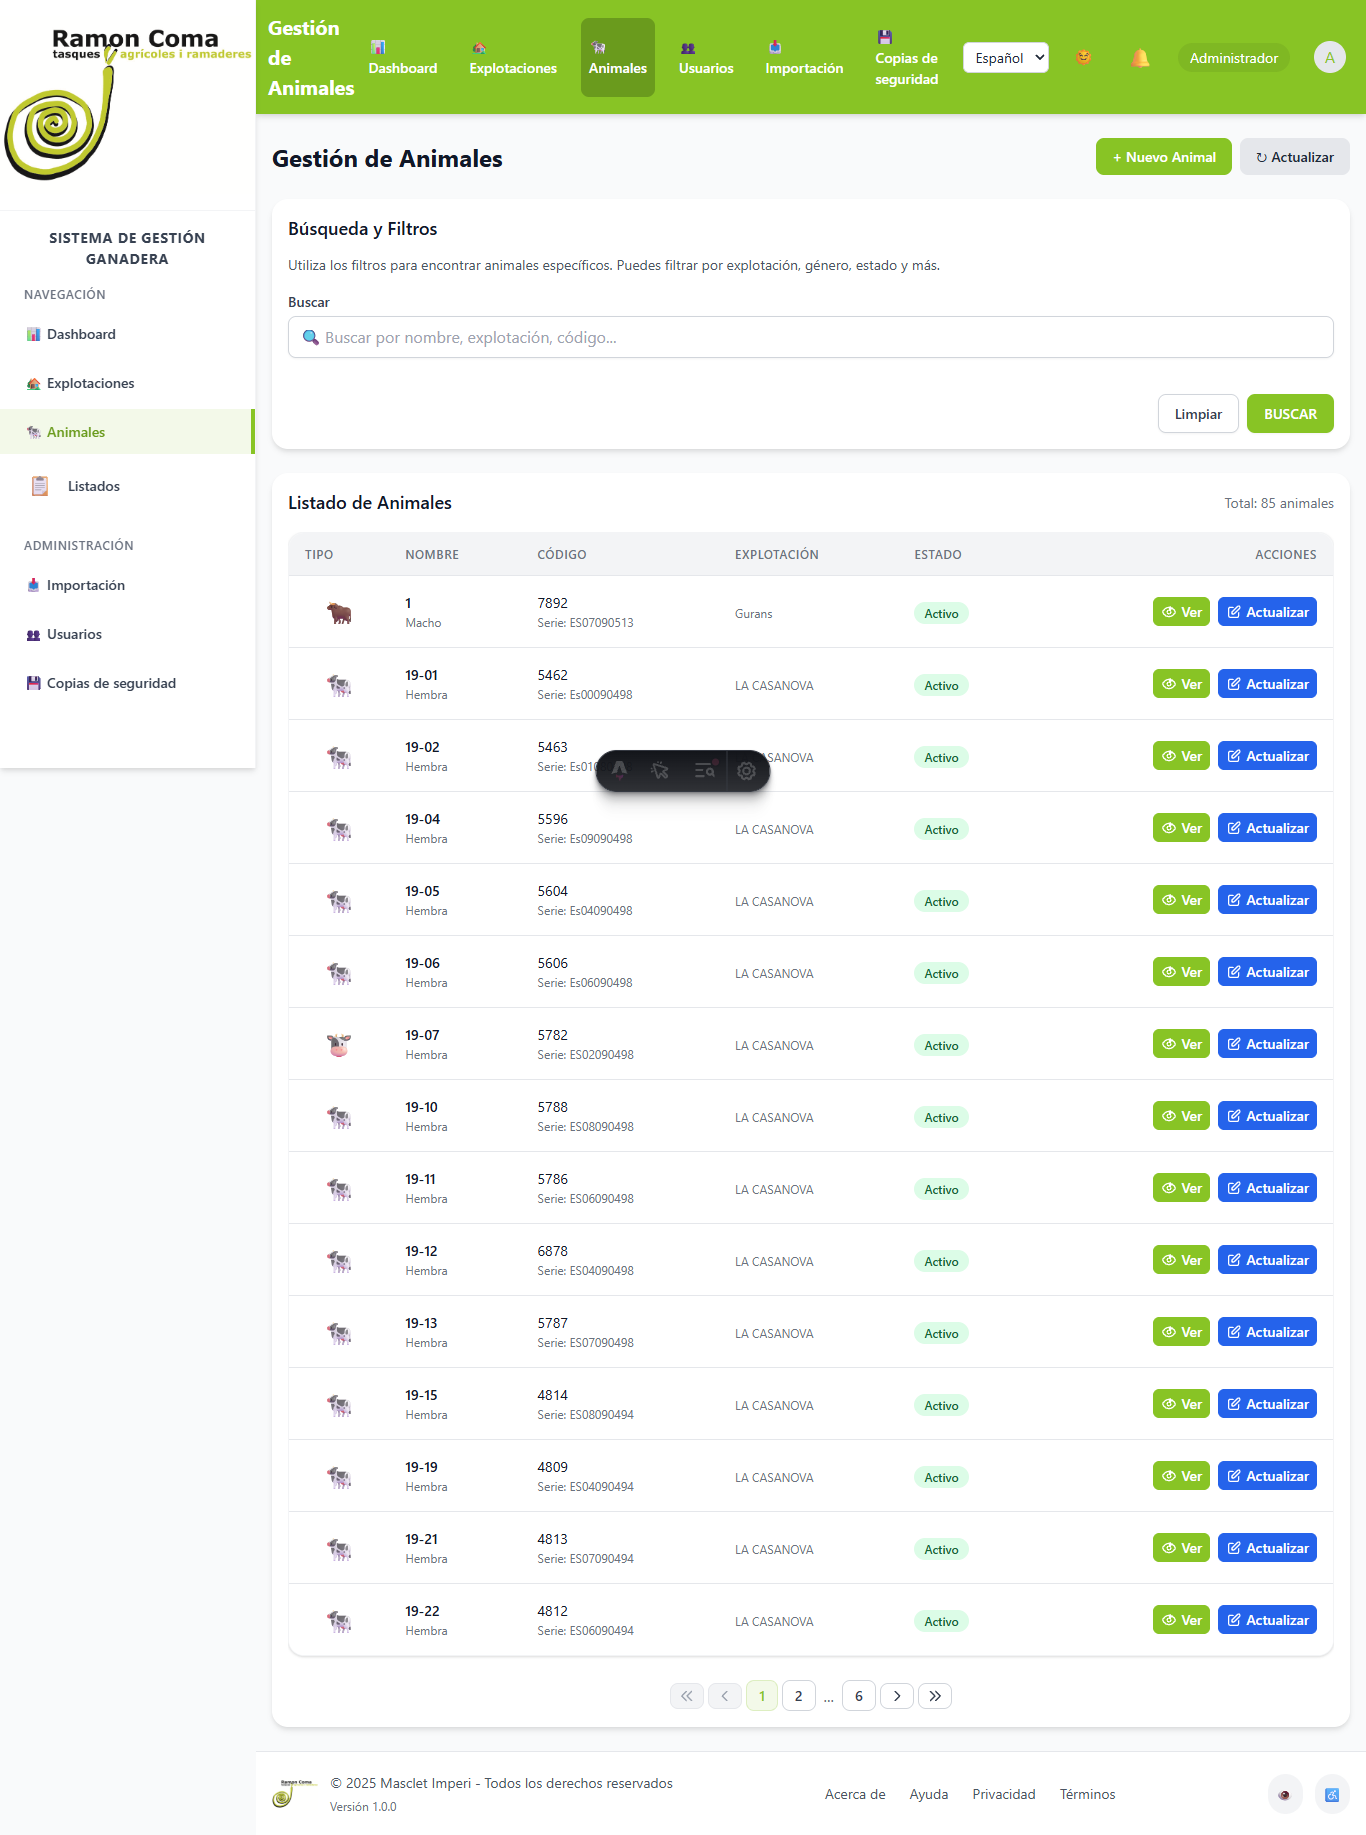 Ramon Coma
tasques agrícoles i ramaderes
SISTEMA DE GESTIÓN
GANADERA
NAVEGACIÓN
Dashboard
Explotaciones
Animales
Listados
ADMINISTRACIÓN
Importación
Usuarios
Copias de seguridad
Gestión
de
Animales
Dashboard
Explotaciones
Animales
Usuarios
Importación
Copias de
seguridad
Español
Administrador
A
Gestión de Animales
+ Nuevo Animal
↻ Actualizar
Búsqueda y Filtros
Utiliza los filtros para encontrar animales específicos. Puedes filtrar por explotación, género, estado y más.
Buscar
Buscar por nombre, explotación, código...
Limpiar
BUSCAR
Listado de Animales
Total: 85 animales
TIPO NOMBRE CÓDIGO EXPLOTACIÓN ESTADO ACCIONES
1 7892 Gurans Activo Ver Actualizar
Macho Serie: ES07090513
19-01 5462 LA CASANOVA Activo Ver Actualizar
Hembra Serie: Es00090498
19-02 5463 SANOVA Activo Ver Actualizar
Hembra Serie: Es01
19-04 5596 LA CASANOVA Activo Ver Actualizar
Hembra Serie: Es09090498
19-05 5604 LA CASANOVA Activo Ver Actualizar
Hembra Serie: Es04090498
19-06 5606 LA CASANOVA Activo Ver Actualizar
Hembra Serie: Es06090498
19-07 5782 LA CASANOVA Activo Ver Actualizar
Hembra Serie: ES02090498
19-10 5788 LA CASANOVA Activo Ver Actualizar
Hembra Serie: ES08090498
19-11 5786 LA CASANOVA Activo Ver Actualizar
Hembra Serie: ES06090498
19-12 6878 LA CASANOVA Activo Ver Actualizar
Hembra Serie: ES04090498
19-13 5787 LA CASANOVA Activo Ver Actualizar
Hembra Serie: ES07090498
19-15 4814 LA CASANOVA Activo Ver Actualizar
Hembra Serie: ES08090494
19-19 4809 LA CASANOVA Activo Ver Actualizar
Hembra Serie: ES04090494
19-21 4813 LA CASANOVA Activo Ver Actualizar
Hembra Serie: ES07090494
19-22 4812 LA CASANOVA Activo Ver Actualizar
Hembra Serie: ES06090494
« ‹ 1 2 ... 6 › »
Ramon Coma
© 2025 Masclet Imperi - Todos los derechos reservados
Versión 1.0.0
Acerca de Ayuda Privacidad Términos